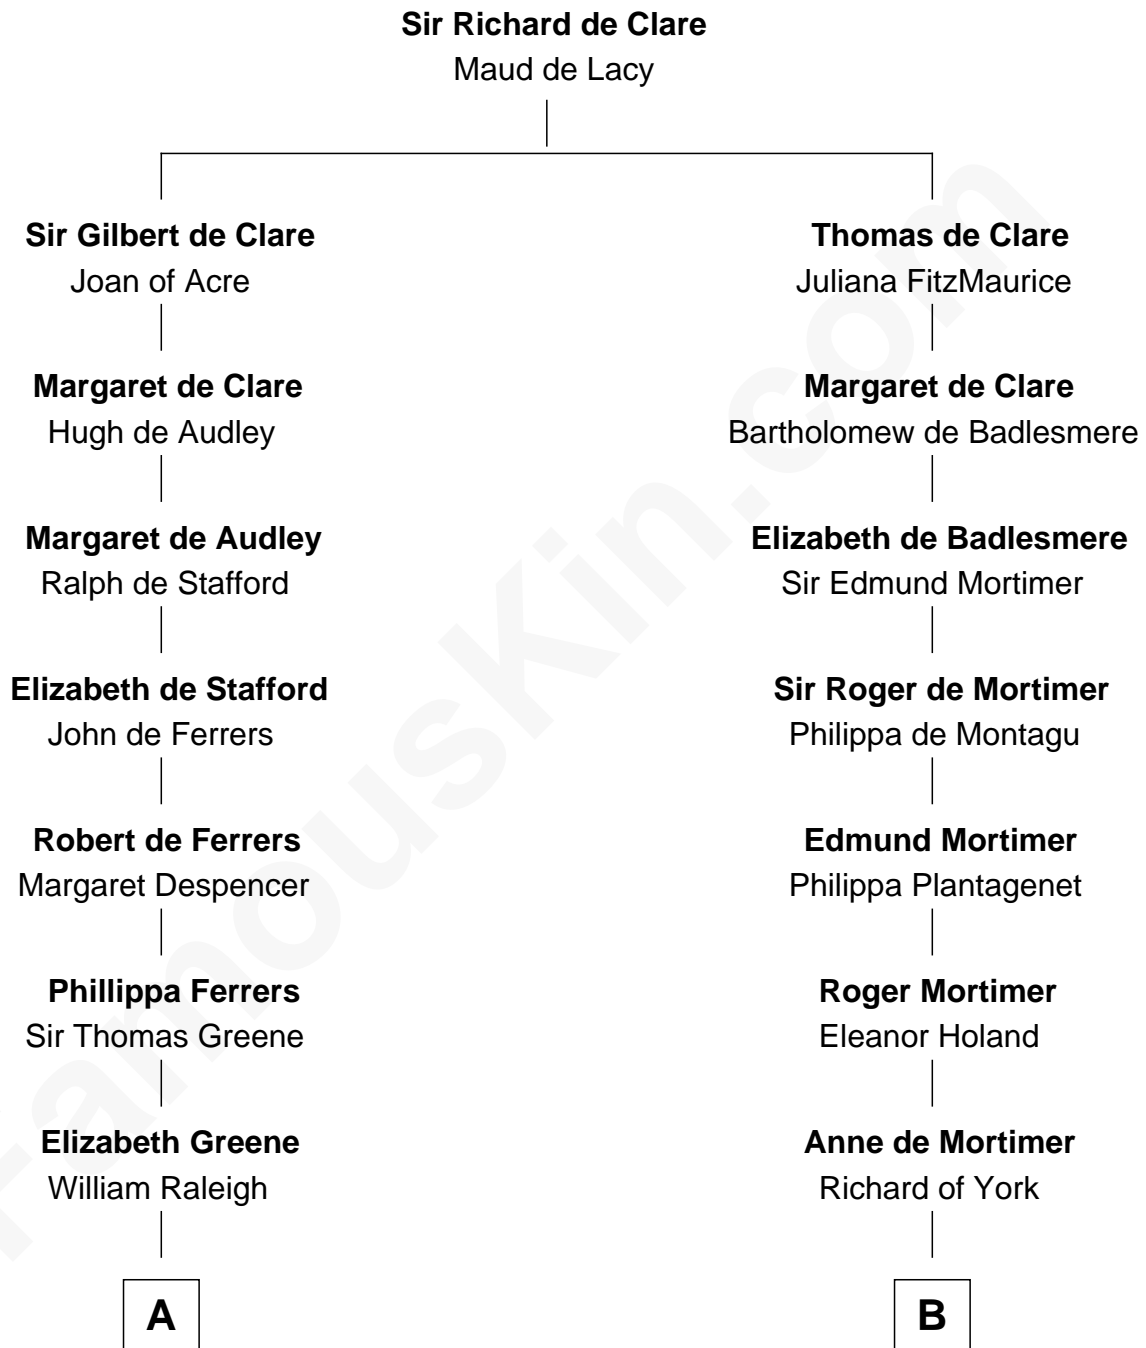 Sir Richard de Clare
Maud de Lacy
Sir Gilbert de Clare
Joan of Acre
Thomas de Clare
Juliana FitzMaurice
Margaret de Clare
Hugh de Audley
Margaret de Clare
Bartholomew de Badlesmere
Margaret de Audley
Ralph de Stafford
Elizabeth de Badlesmere
Sir Edmund Mortimer
Elizabeth de Stafford
John de Ferrers
Sir Roger de Mortimer
Philippa de Montagu
Robert de Ferrers
Margaret Despencer
Edmund Mortimer
Philippa Plantagenet
Phillippa Ferrers
Sir Thomas Greene
Roger Mortimer
Eleanor Holand
Elizabeth Greene
William Raleigh
Anne de Mortimer
Richard of York
A
B
FamousKin.com